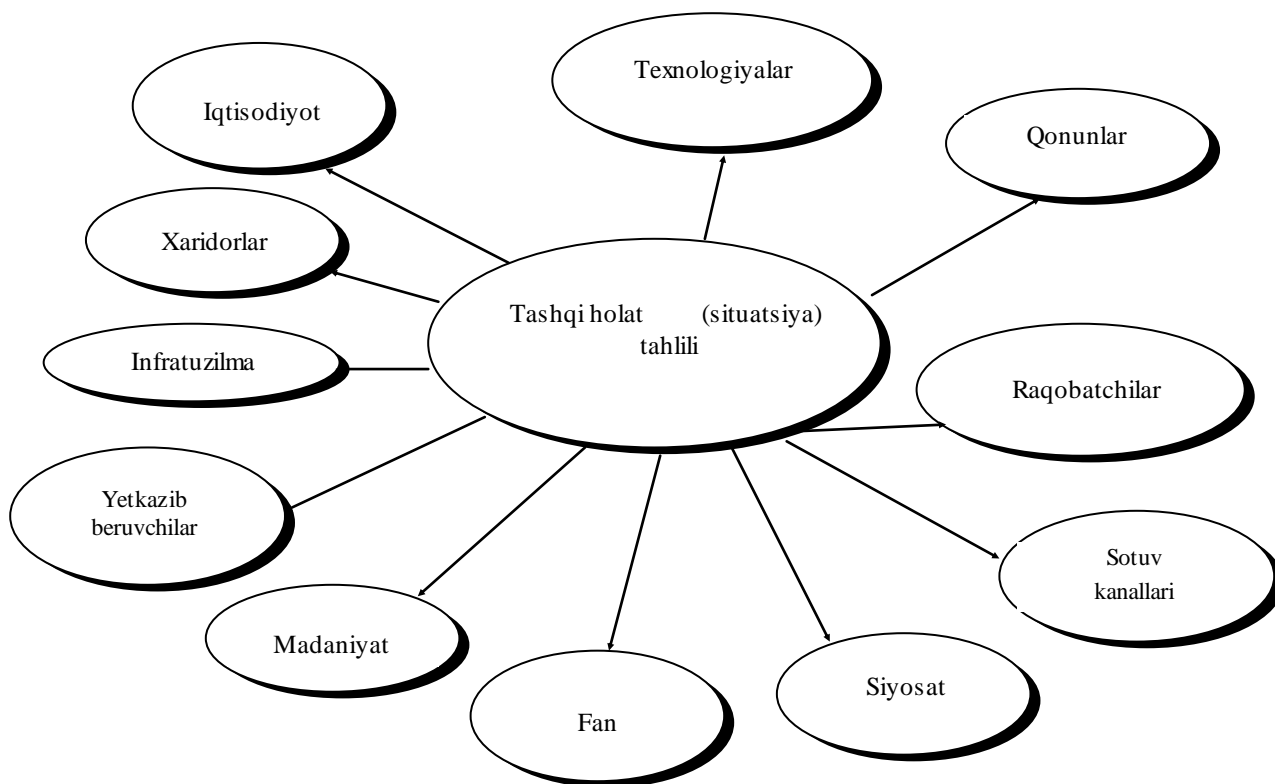 Texnologiyalar
Iqtisodiyot
Qonunlar
Xaridorlar
Tashqi holat (situatsiya)
tahlili
Infratuzilma
Raqobatchilar
Yetkazib
beruvchilar
Sotuv
kanallari
Madaniyat
Siyosat
Fan